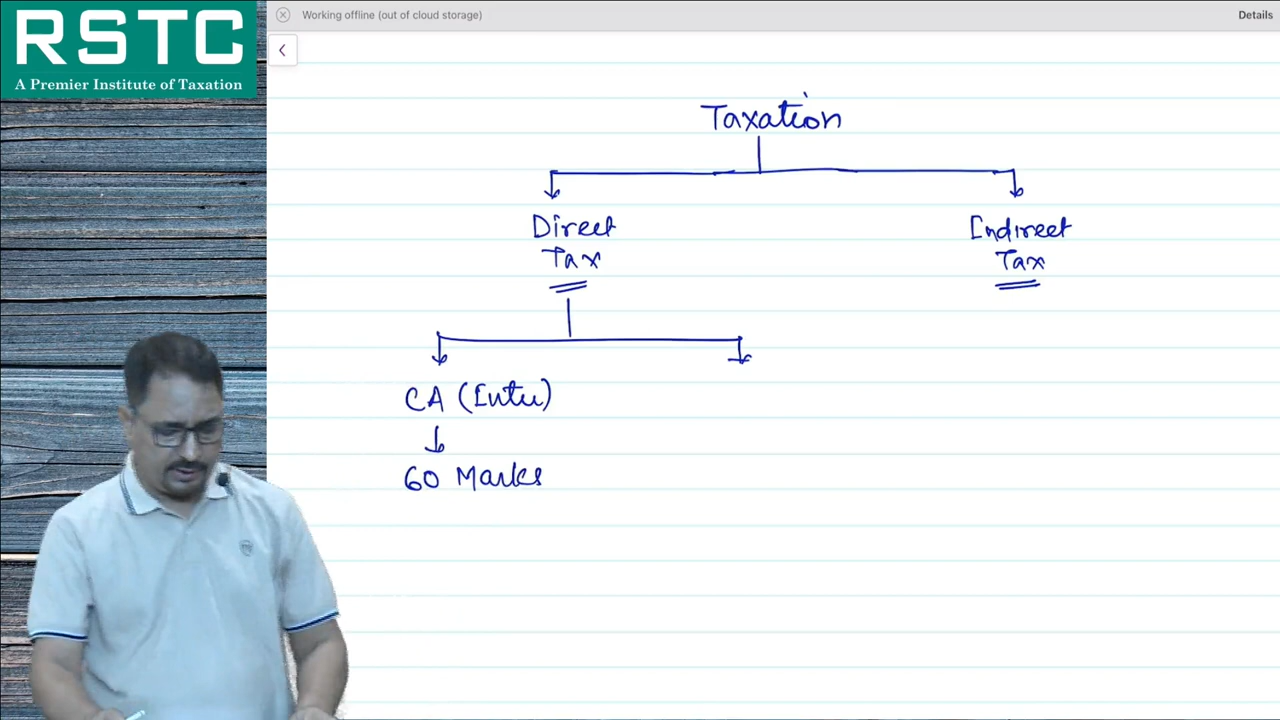 RSTC
A Premier Institute of Taxation
Working offline (out of cloud storage)
Details
Taxation
Direct
Tax
Indirect
Tax
CA (Inter)
60 Marks